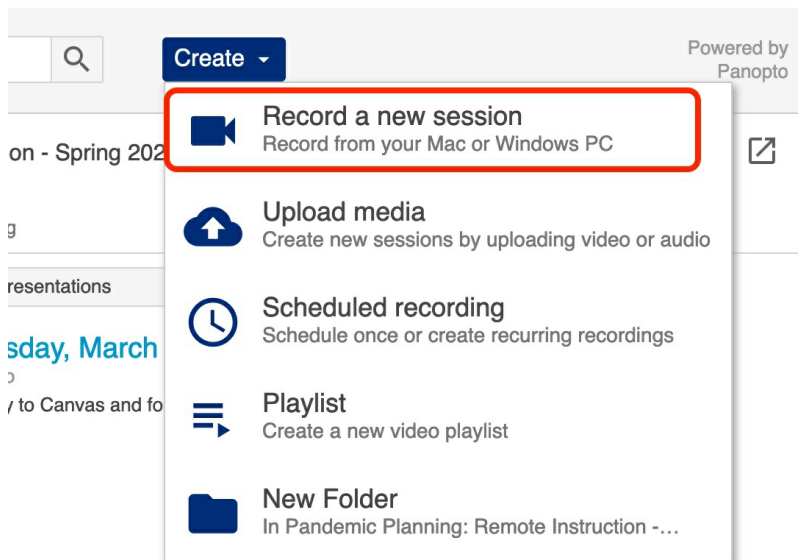 Create
Powered by
Panopto
Record a new session
Record from your Mac or Windows PC
on - Spring 202
g
Upload media
Create new sessions by uploading video or audio
resentations
Scheduled recording
Schedule once or create recurring recordings
sday, March
o
y to Canvas and fo
Playlist
Create a new video playlist
New Folder
In Pandemic Planning: Remote Instruction -...